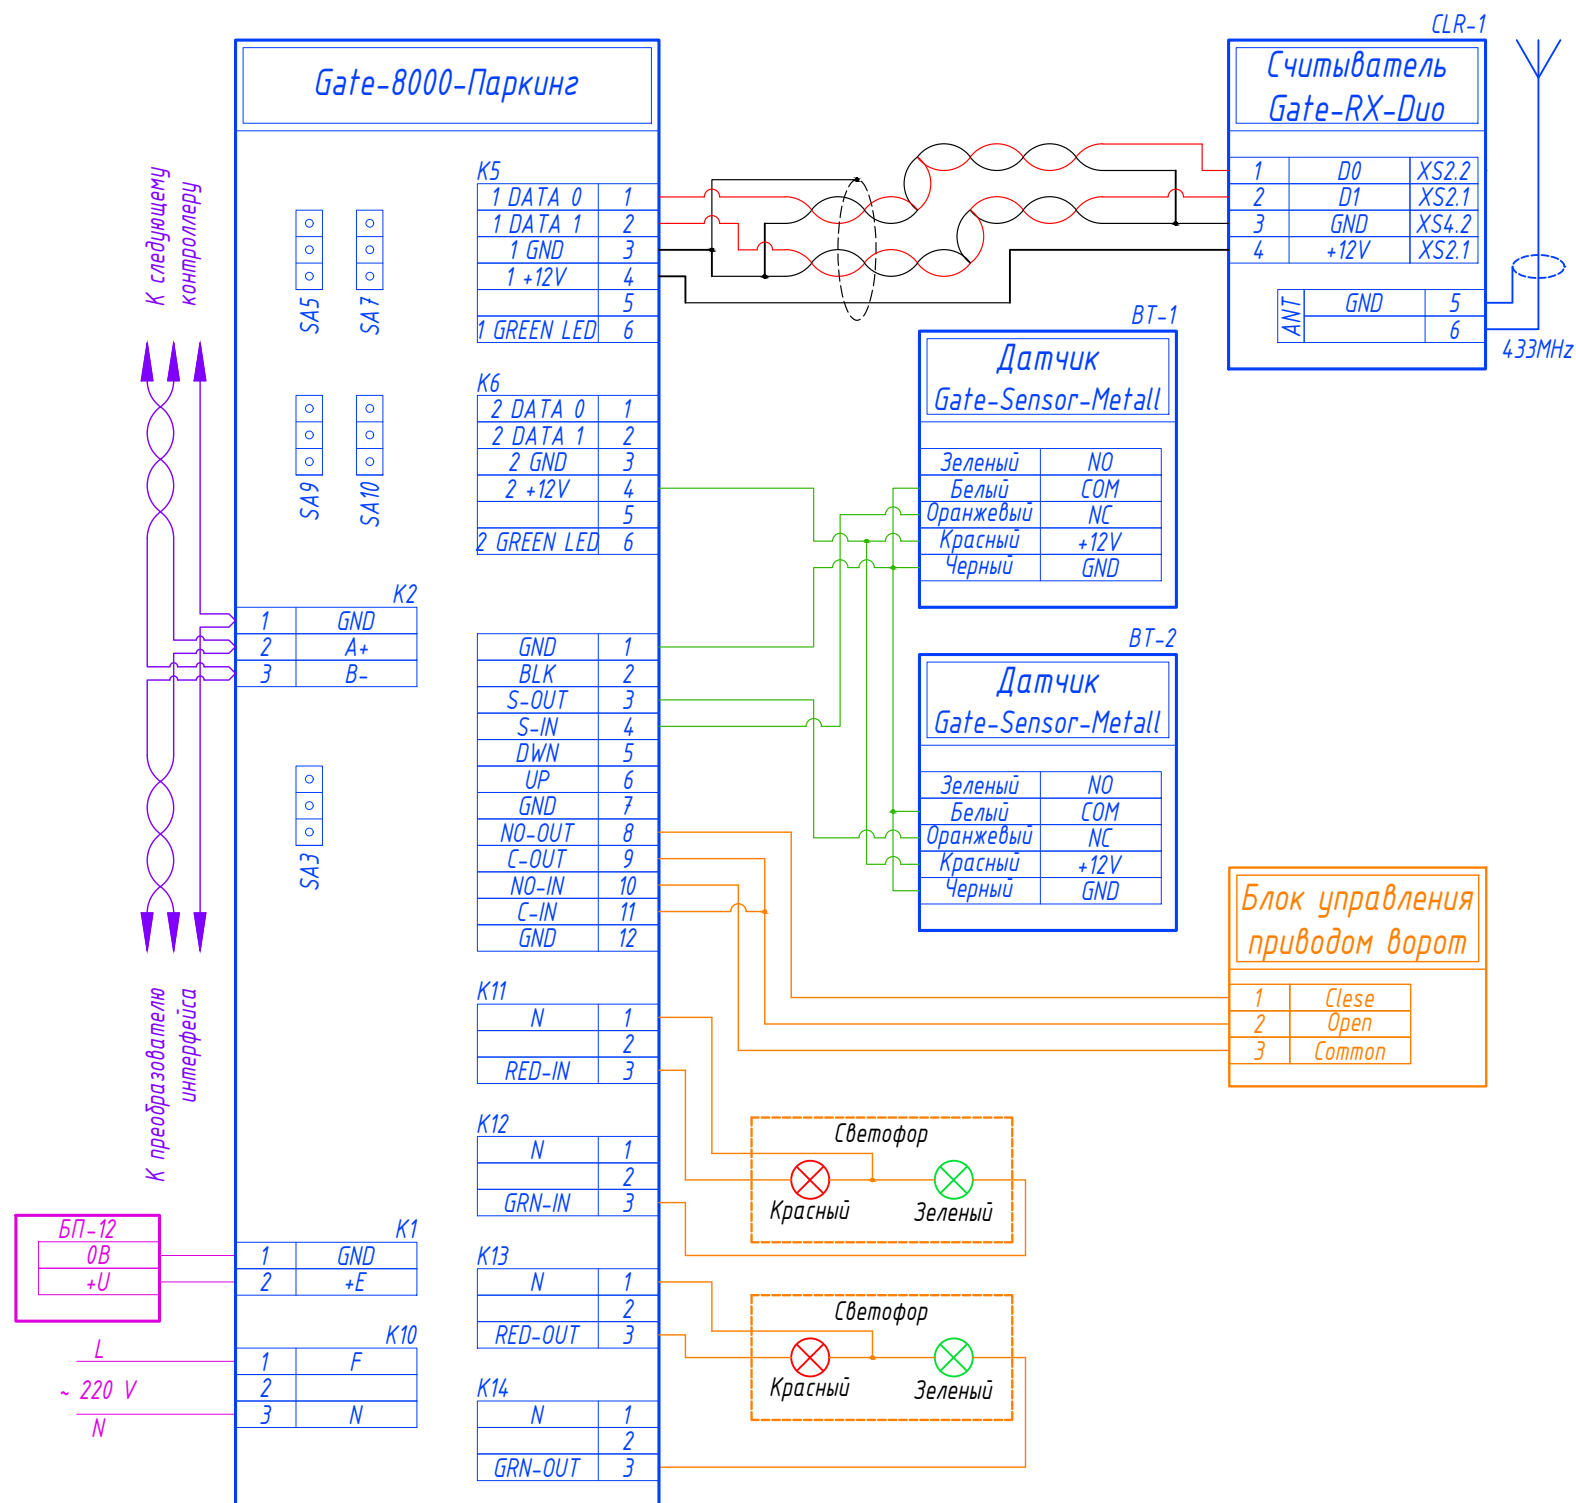 Gate-8000-Паркинг
К следующему
контроллеру
SA5
SA7
SA9
SA10
SA3
K5
1 DATA 0 1
1 DATA 1 2
1 GND 3
1 +12V 4
5
1 GREEN LED 6
K6
2 DATA 0 1
2 DATA 1 2
2 GND 3
2 +12V 4
5
2 GREEN LED 6
K2
1 GND
2 A+
3 B-
GND 1
BLK 2
S-OUT 3
S-IN 4
DWN 5
UP 6
GND 7
NO-OUT 8
C-OUT 9
NO-IN 10
C-IN 11
GND 12
К преобразователю
интерфейса
K11
N 1
2
RED-IN 3
K12
N 1
2
GRN-IN 3
K13
N 1
2
RED-OUT 3
K14
N 1
2
GRN-OUT 3
БП-12
0В
+U
K1
1 GND
2 +E
K10
1 F
2
3 N
L
~ 220 V
N
CLR-1
Считыватель
Gate-RX-Duo
1 D0 XS2.2
2 D1 XS2.1
3 GND XS4.2
4 +12V XS2.1
ANT
GND 5
6
433MHz
BT-1
Датчик
Gate-Sensor-Metall
Зеленый NO
Белый COM
Оранжевый NC
Красный +12V
Черный GND
BT-2
Датчик
Gate-Sensor-Metall
Зеленый NO
Белый COM
Оранжевый NC
Красный +12V
Черный GND
Блок управления
приводом ворот
1 Clese
2 Open
3 Common
Светофор
Красный Зеленый
Светофор
Красный Зеленый